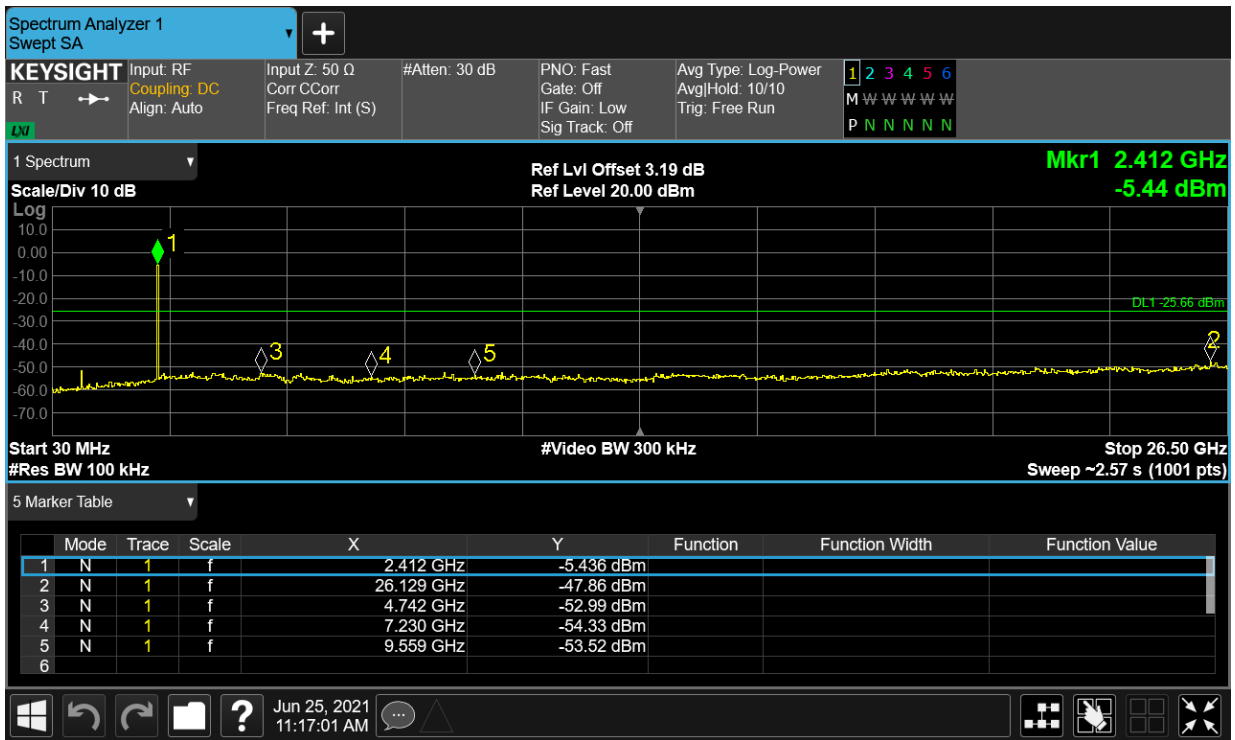 Spectrum Analyzer 1
Swept SA
KEYSIGHT Input: RF Input Z: 50 Ω #Atten: 30 dB PNO: Fast Avg Type: Log-Power 1 2 3 4 5 6
R T Coupling: DC Corr CCorr Gate: Off Avg|Hold: 10/10 M W W W W W
Align: Auto Freq Ref: Int (S) IF Gain: Low Trig: Free Run
LXI Sig Track: Off P N N N N N
1 Spectrum Ref Lvl Offset 3.19 dB Mkr1 2.412 GHz
Scale/Div 10 dB Ref Level 20.00 dBm -5.44 dBm
Log
10.0
1
0.00
-10.0
-20.0 DL1 -25.66 dBm
-30.0
-40.0
3 4 5 2
-50.0
-60.0
-70.0
Start 30 MHz #Video BW 300 kHz Stop 26.50 GHz
#Res BW 100 kHz Sweep ~2.57 s (1001 pts)
5 Marker Table
Mode Trace Scale X Y Function Function Width Function Value
1 N 1 f 2.412 GHz -5.436 dBm
2 N 1 f 26.129 GHz -47.86 dBm
3 N 1 f 4.742 GHz -52.99 dBm
4 N 1 f 7.230 GHz -54.33 dBm
5 N 1 f 9.559 GHz -53.52 dBm
6
? Jun 25, 2021
11:17:01 AM